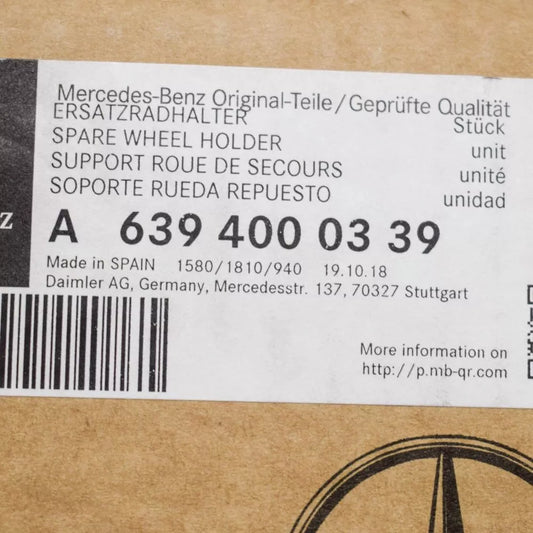 Mercedes-Benz Original-Teile/Geprüfte Qualität
ERSATZRADHALTER Stück
SPARE WHEEL HOLDER unit
SUPPORT ROUE DE SECOURS unité
SOPORTE RUEDA REPUESTO unidad
z
A 639 400 03 39
Made in SPAIN 1580/1810/940 19.10.18
Daimler AG, Germany, Mercedesstr. 137, 70327 Stuttgart
More information on
http://p.mb-qr.com